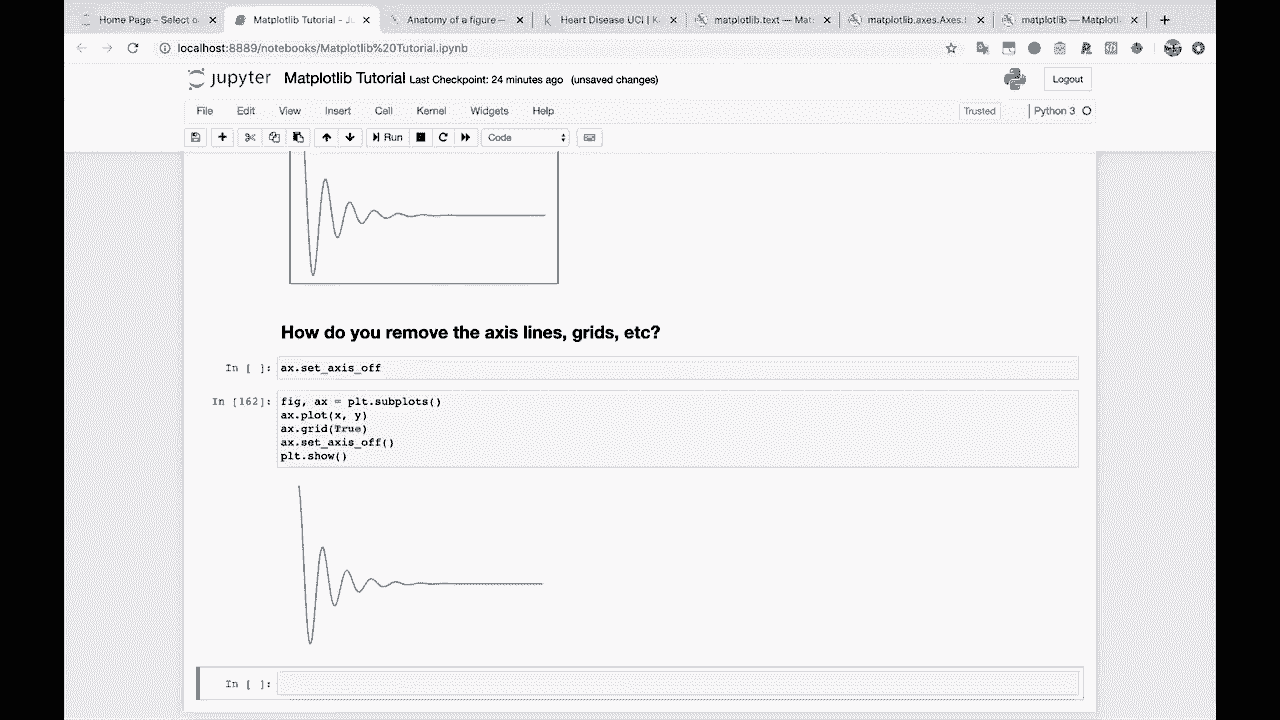 Home Page - Select o
Matplotlib Tutorial - J
Anatomy of a figure —
Heart Disease UCI | K
matplotlib.text — Mat
matplotlib.axes.Axes.
matplotlib — Matplotl
localhost:8889/notebooks/Matplotlib%20Tutorial.ipynb
jupyter Matplotlib Tutorial Last Checkpoint: 24 minutes ago (unsaved changes)
Logout
File Edit View Insert Cell Kernel Widgets Help
Trusted
Python 3
Run
Code
How do you remove the axis lines, grids, etc?
In [ ]: ax.set_axis_off
In [162]: fig, ax = plt.subplots()
ax.plot(x, y)
ax.grid(True)
ax.set_axis_off()
plt.show()
In [ ]: